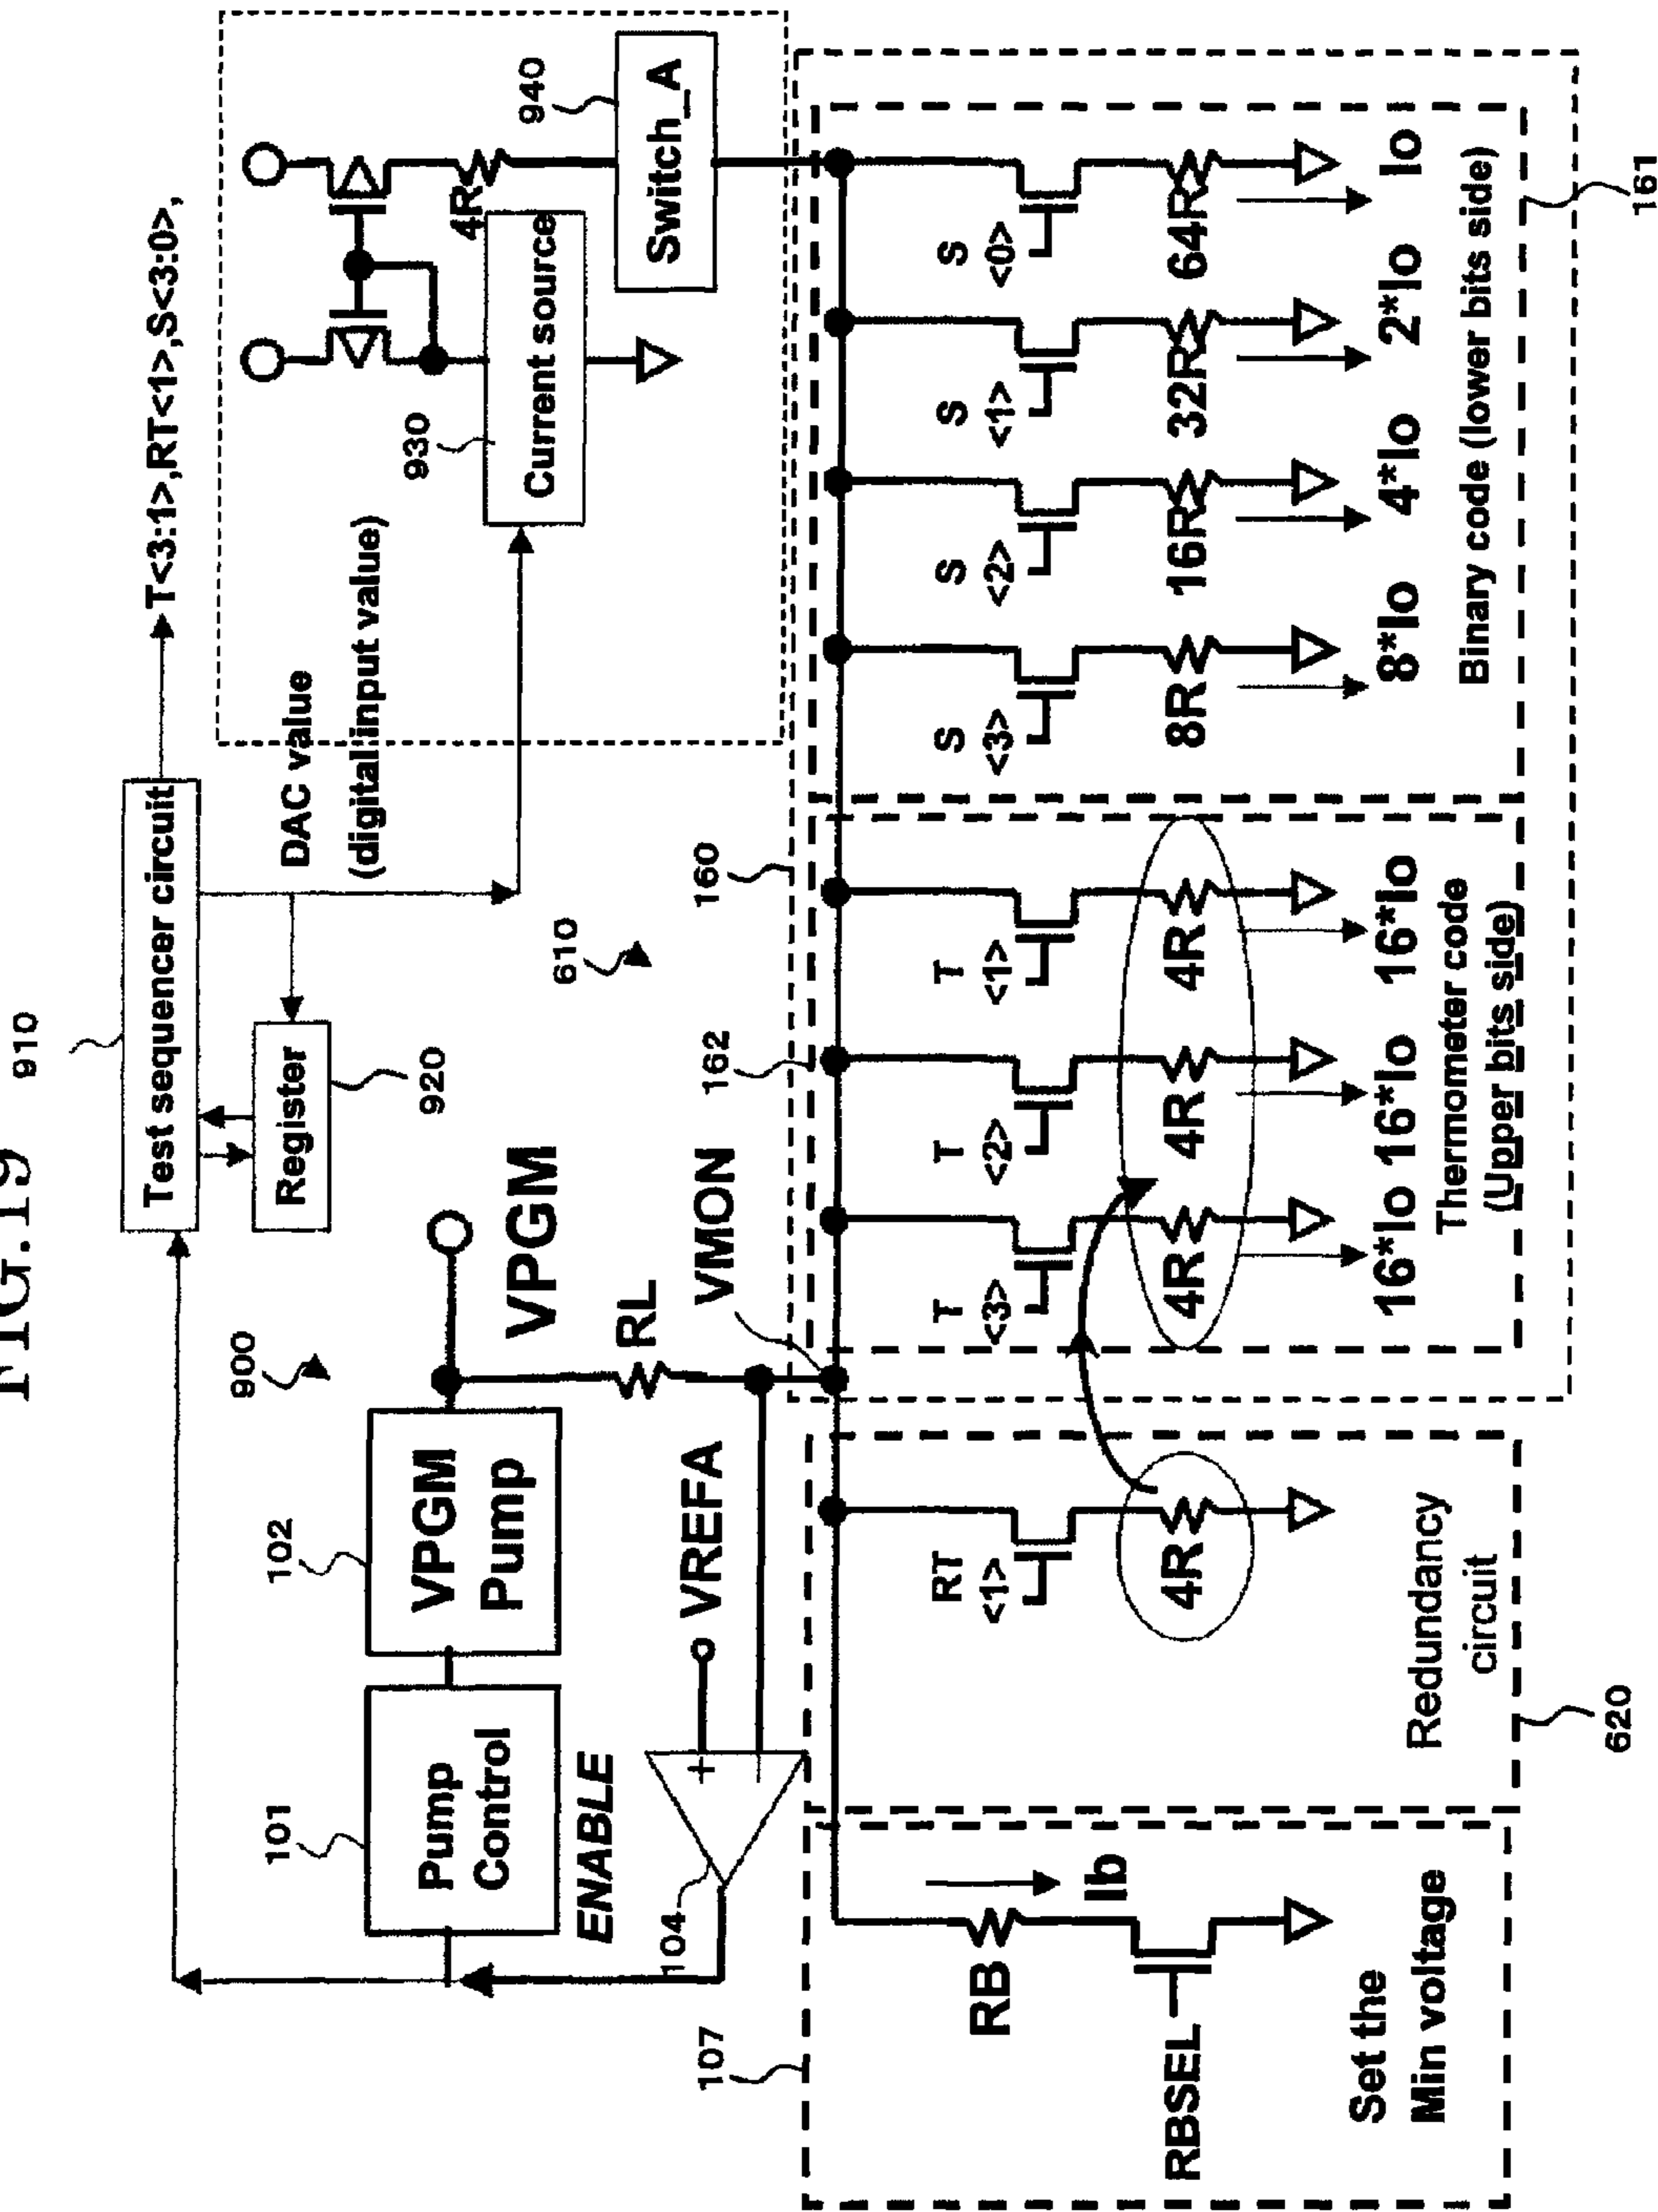 FIG.19
910
Test sequencer circuit
T<3:1>,RT<1>,S<3:0>,
Register
920
DAC value
(digital input value)
900
VPGM
101
Pump
Control
102
VPGM
Pump
ENABLE
RL
VREFA
+
-
104
VMON
610
930
Current source
4R
940
Switch_A
107
RB
Ib
RBSEL
Set the
Min voltage
RT
<1>
4R
Redundancy
circuit
620
160
162
T
<3>
T
<2>
T
<1>
4R
4R
4R
16*Io
16*Io
16*Io
Thermometer code
(Upper bits side)
S
<3>
S
<2>
S
<1>
S
<0>
8R
16R
32R
64R
8*Io
4*Io
2*Io
Io
Binary code (lower bits side)
161